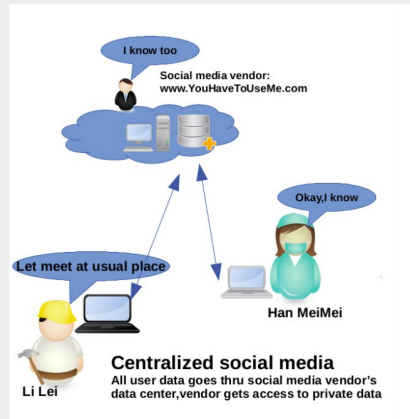 I know too
Social media vendor:
www.YouHaveToUseMe.com
Okay,I know
Let meet at usual place
Han MeiMei
Li Lei
Centralized social media
All user data goes thru social media vendor's
data center,vendor gets access to private data